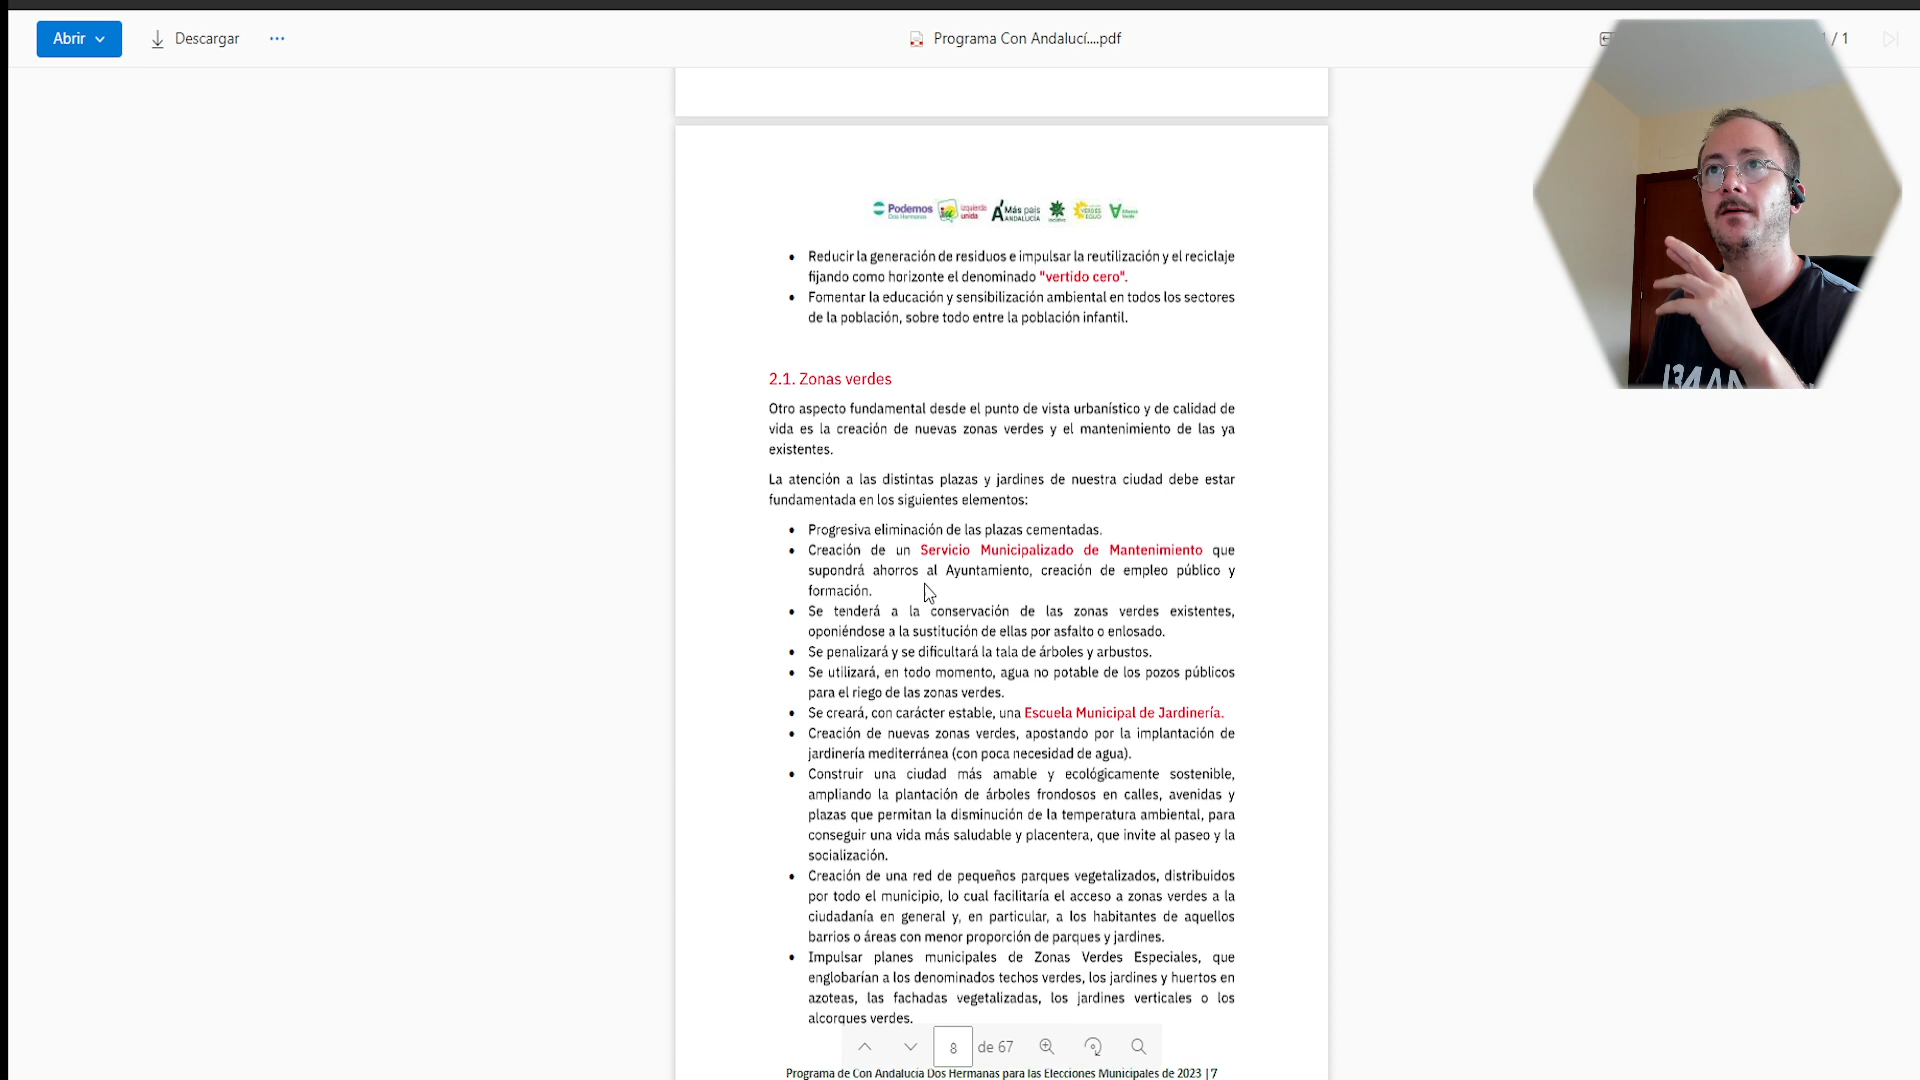 Abrir
Descargar
Programa Con Andalucí....pdf
/ 1
Podemos
Dos Hermanas
izquierda
unida
Más país
ANDALUCÍA
VERDES
EQUO
Alianza
Verde
• Reducir la generación de residuos e impulsar la reutilización y el reciclaje
fijando como horizonte el denominado "vertido cero".
• Fomentar la educación y sensibilización ambiental en todos los sectores
de la población, sobre todo entre la población infantil.
2.1. Zonas verdes
Otro aspecto fundamental desde el punto de vista urbanístico y de calidad de
vida es la creación de nuevas zonas verdes y el mantenimiento de las ya
existentes.
La atención a las distintas plazas y jardines de nuestra ciudad debe estar
fundamentada en los siguientes elementos:
• Progresiva eliminación de las plazas cementadas.
• Creación de un Servicio Municipalizado de Mantenimiento que
supondrá ahorros al Ayuntamiento, creación de empleo público y
formación.
• Se tenderá a la conservación de las zonas verdes existentes,
oponiéndose a la sustitución de ellas por asfalto o enlosado.
• Se penalizará y se dificultará la tala de árboles y arbustos.
• Se utilizará, en todo momento, agua no potable de los pozos públicos
para el riego de las zonas verdes.
• Se creará, con carácter estable, una Escuela Municipal de Jardinería.
• Creación de nuevas zonas verdes, apostando por la implantación de
jardinería mediterránea (con poca necesidad de agua).
• Construir una ciudad más amable y ecológicamente sostenible,
ampliando la plantación de árboles frondosos en calles, avenidas y
plazas que permitan la disminución de la temperatura ambiental, para
conseguir una vida más saludable y placentera, que invite al paseo y la
socialización.
• Creación de una red de pequeños parques vegetalizados, distribuidos
por todo el municipio, lo cual facilitaría el acceso a zonas verdes a la
ciudadanía en general y, en particular, a los habitantes de aquellos
barrios o áreas con menor proporción de parques y jardines.
• Impulsar planes municipales de Zonas Verdes Especiales, que
englobarían a los denominados techos verdes, los jardines y huertos en
azoteas, las fachadas vegetalizadas, los jardines verticales o los
alcorques verdes.
8 de 67
Programa de Con Andalucía Dos Hermanas para las Elecciones Municipales de 2023 |7